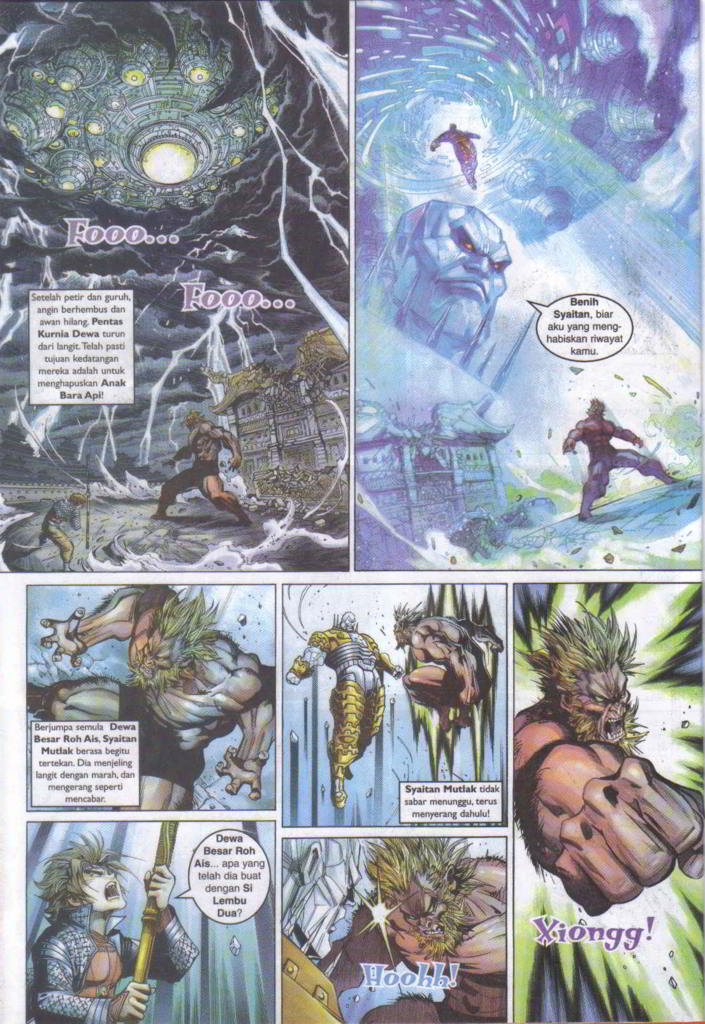 Fooo...
Fooo...
Setelah petir dan guruh,
angin berhembus dan
awan hilang, Pentas
Kurnia Dewa turun
dari langit. Telah pasti
tujuan kedatangan
mereka adalah untuk
menghapuskan Anak
Bara Api!
Benih
Syaitan, biar
aku yang meng-
habiskan riwayat
kamu.
Berjumpa semula Dewa
Besar Roh Ais, Syaitan
Mutlak berasa begitu
tertekan. Dia menjeling
langit dengan marah, dan
mengerang seperti
mencabar.
Syaitan Mutlak tidak
sabar menunggu, terus
menyerang dahulu!
Xiongg!
Dewa
Besar Roh
Ais... apa yang
telah dia buat
dengan Si
Lembu
Dua?
Hoohh!